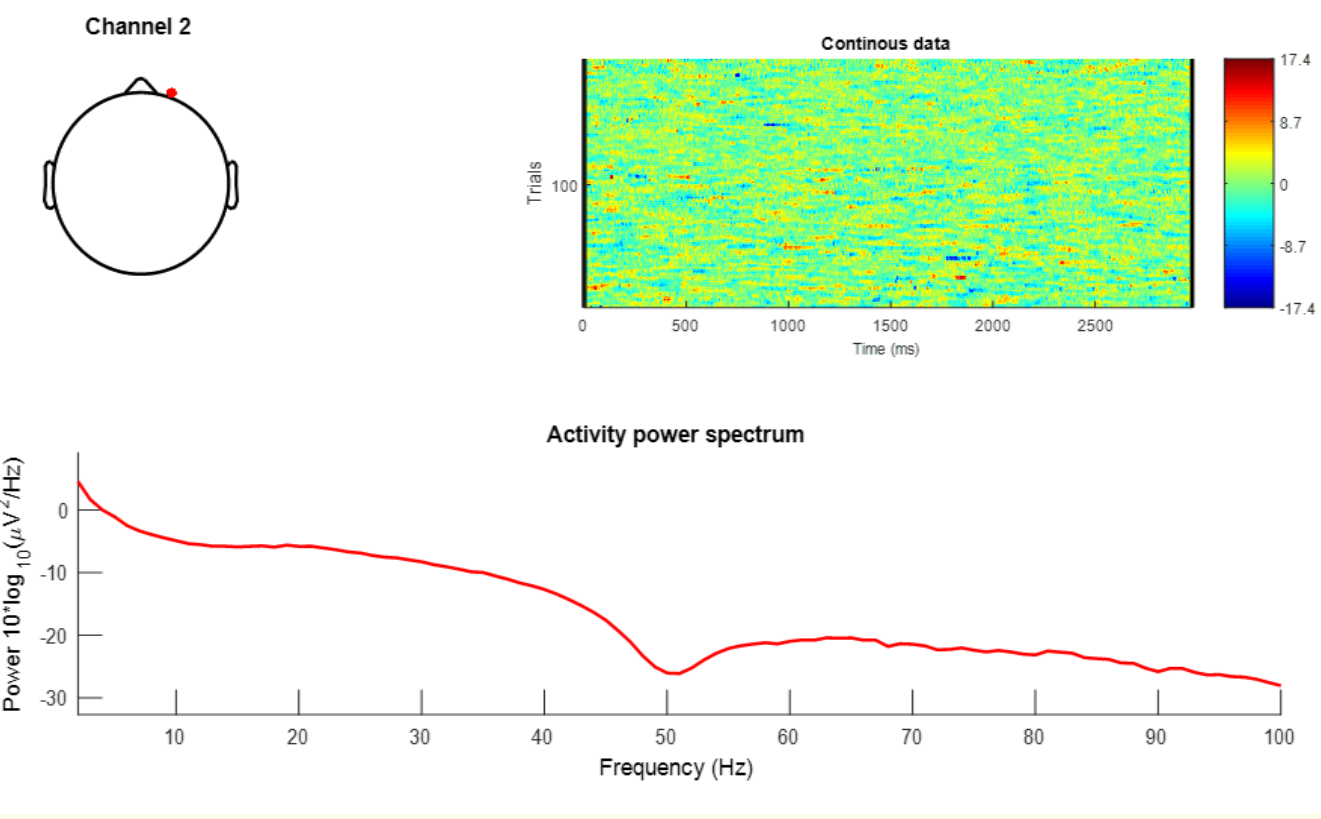 Channel 2
Continous data
Trials
100
0 500 1000 1500 2000 2500
Time (ms)
17.4
8.7
0
-8.7
-17.4
Activity power spectrum
Power 10*log10(μV2/Hz)
0
-10
-20
-30
10 20 30 40 50 60 70 80 90 100
Frequency (Hz)